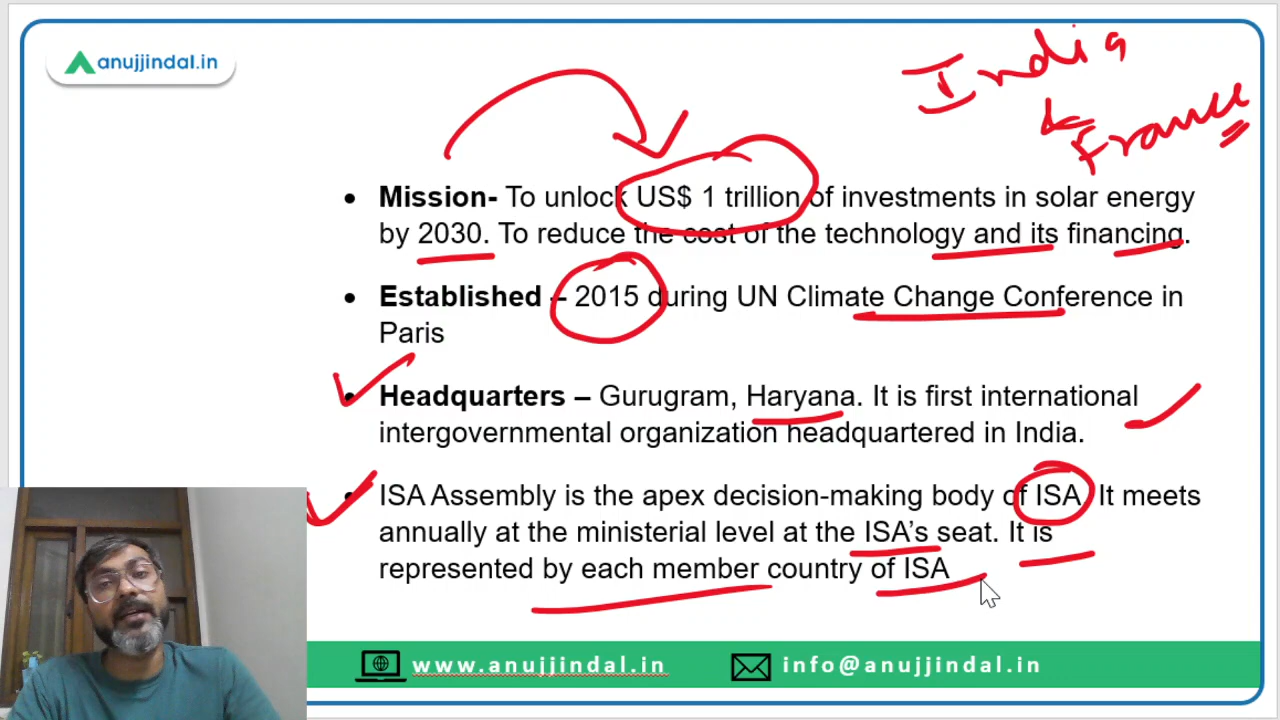 anujjindal.in
India
& France
• Mission- To unlock US$ 1 trillion of investments in solar energy
by 2030. To reduce the cost of the technology and its financing.
• Established – 2015 during UN Climate Change Conference in
Paris
• Headquarters – Gurugram, Haryana. It is first international
intergovernmental organization headquartered in India.
• ISA Assembly is the apex decision-making body of ISA. It meets
annually at the ministerial level at the ISA's seat. It is
represented by each member country of ISA
www.anujjindal.in info@anujjindal.in